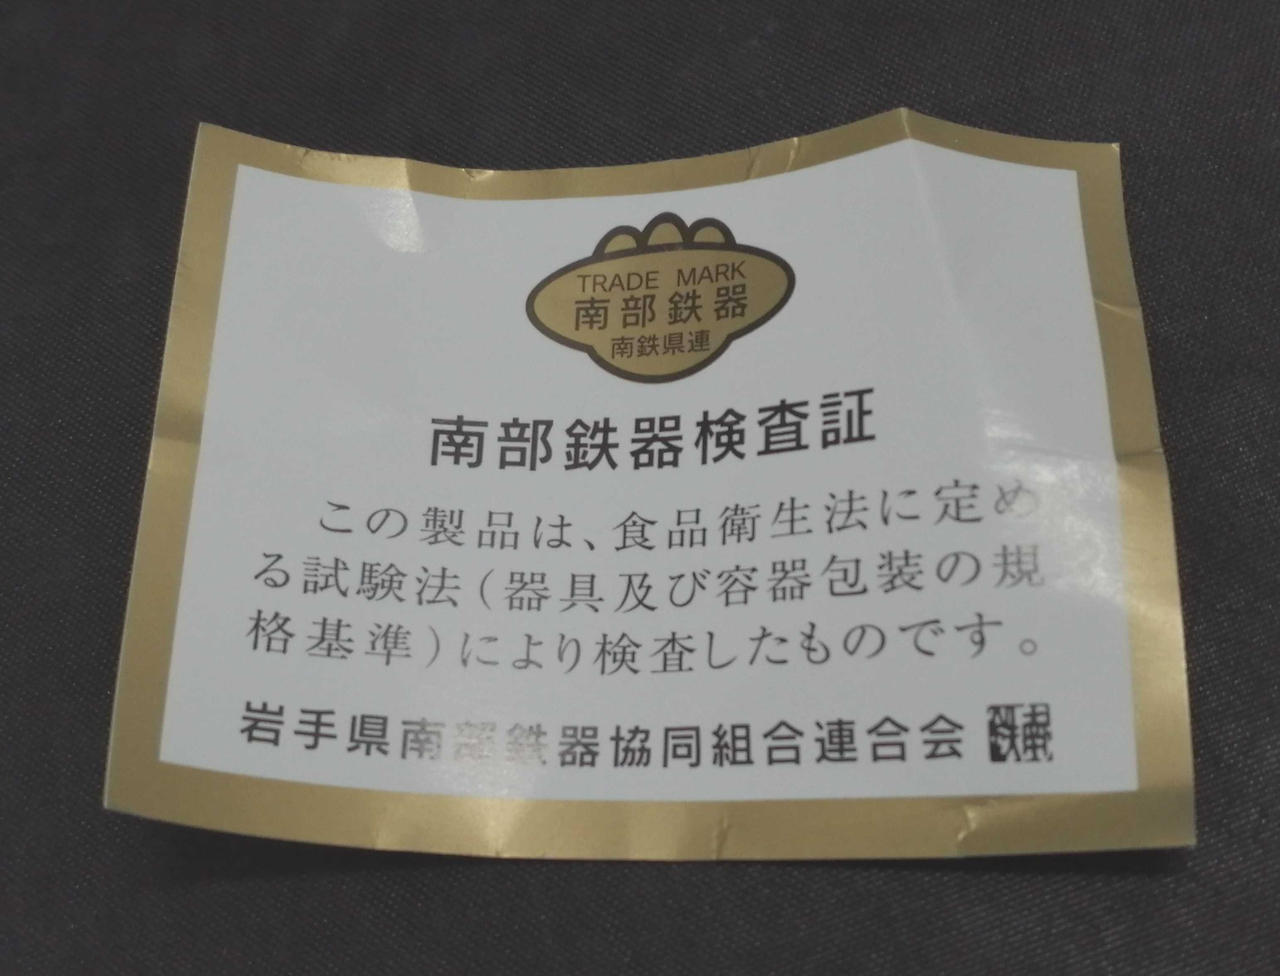 TRADE MARK
南部鉄器
南鉄県連
南部鉄器検査証
この製品は、食品衛生法に定め
る試験法(器具及び容器包装の規
格基準)により検査したものです。
岩手県南部鉄器協同組合連合会